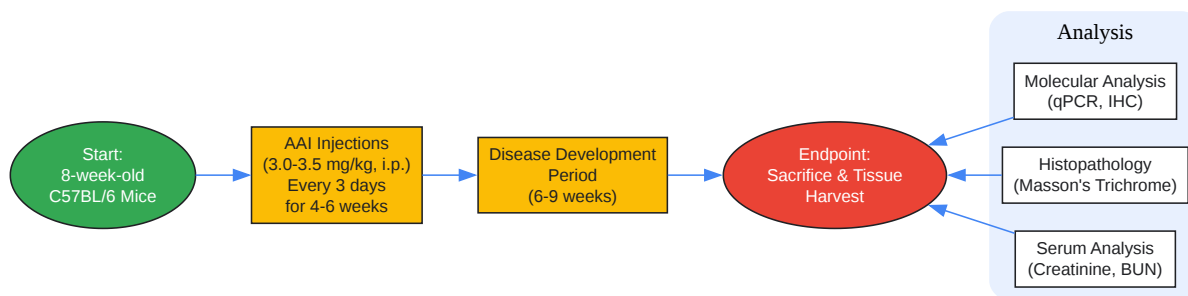 Start:
8-week-old
C57BL/6 Mice
AAI Injections
(3.0-3.5 mg/kg, i.p.)
Every 3 days
for 4-6 weeks
Disease Development
Period
(6-9 weeks)
Endpoint:
Sacrifice & Tissue
Harvest
Analysis
Molecular Analysis
(qPCR, IHC)
Histopathology
(Masson's Trichrome)
Serum Analysis
(Creatinine, BUN)